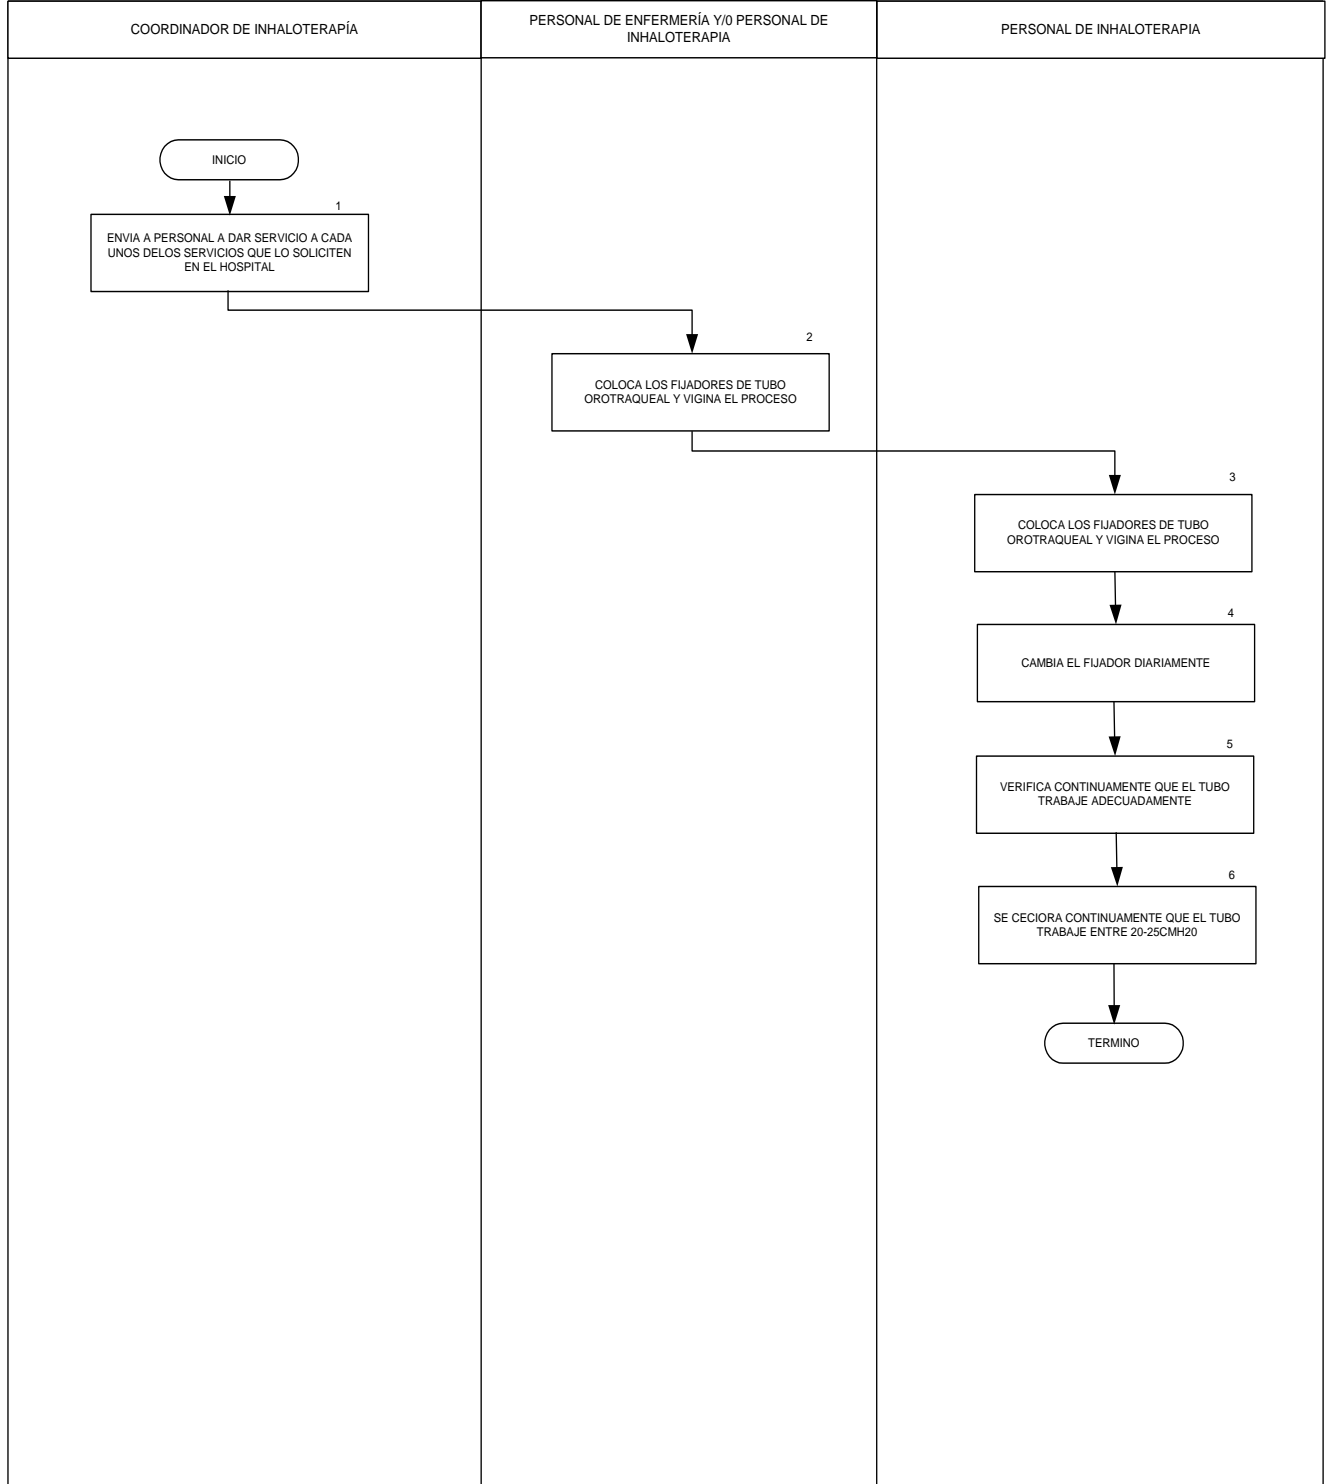 COORDINADOR DE INHALOTERAPÍA
PERSONAL DE ENFERMERÍA Y/0 PERSONAL DE
INHALOTERAPIA
PERSONAL DE INHALOTERAPIA
INICIO
1
ENVIA A PERSONAL A DAR SERVICIO A CADA
UNOS DELOS SERVICIOS QUE LO SOLICITEN
EN EL HOSPITAL
2
COLOCA LOS FIJADORES DE TUBO
OROTRAQUEAL Y VIGINA EL PROCESO
3
COLOCA LOS FIJADORES DE TUBO
OROTRAQUEAL Y VIGINA EL PROCESO
4
CAMBIA EL FIJADOR DIARIAMENTE
5
VERIFICA CONTINUAMENTE QUE EL TUBO
TRABAJE ADECUADAMENTE
6
SE CECIORA CONTINUAMENTE QUE EL TUBO
TRABAJE ENTRE 20-25CMH20
TERMINO